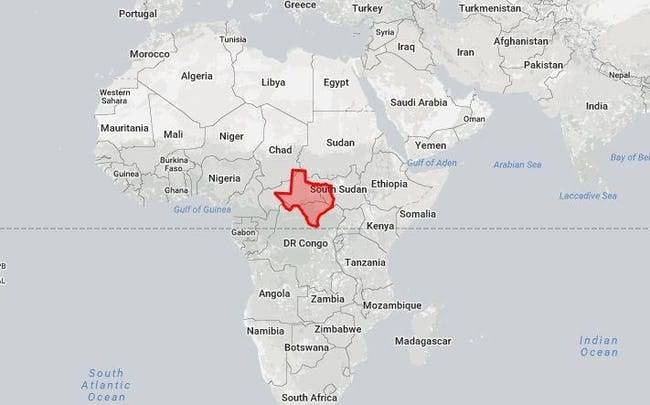 Greece
Portugal
Turkey
Turkmenistan
Tunisia
Syria
Afghanistan
Morocco
Iraq
Iran
Pakistan
Algeria
Libya
Egypt
Nepal
Western
Sahara
Saudi Arabia
India
Oman
Mauritania
Mali
Niger
Chad
Sudan
Yemen
Bay of Be
Gulf of Aden
Arabian Sea
Burkina
Faso
Guinea
Nigeria
South Sudan
Ethiopia
Ghana
Laccadive Sea
Gulf of Guinea
Somalia
Kenya
Gabon
DR Congo
Tanzania
PB
AL
Angola
Zambia
Mozambique
Namibia
Zimbabwe
Madagascar
Botswana
Indian
Ocean
South
Atlantic
Ocean
South Africa